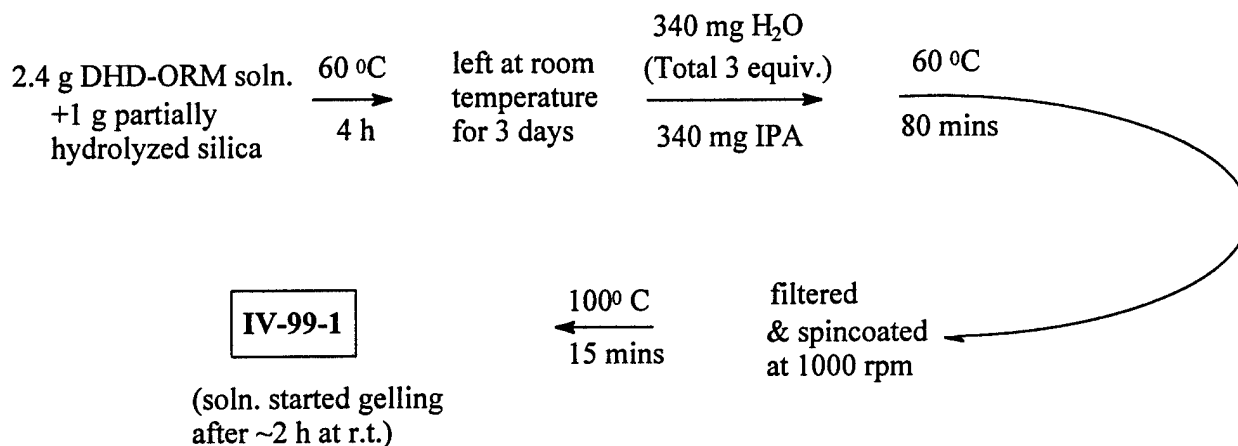 2.4 g DHD-ORM soln.
+1 g partially
hydrolyzed silica
60 ⁰C
4 h
left at room
temperature
for 3 days
340 mg H₂O
(Total 3 equiv.)
340 mg IPA
60 ⁰C
80 mins
filtered
& spincoated
at 1000 rpm
100⁰ C
15 mins
IV-99-1
(soln. started gelling
after ~2 h at r.t.)